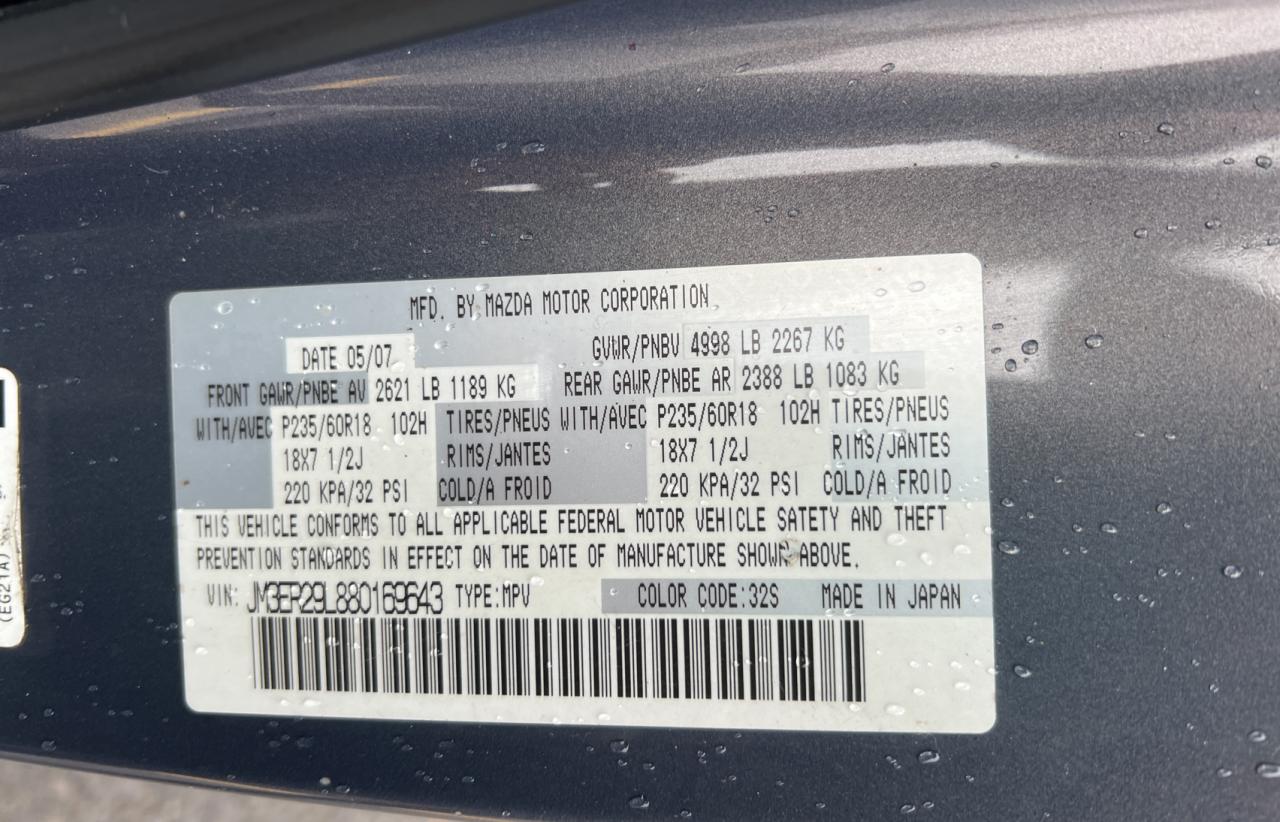 MFD. BY MAZDA MOTOR CORPORATION
DATE 05/07 GVWR/PNBV 4998 LB 2267 KG
FRONT GAWR/PNBE AV 2621 LB 1189 KG REAR GAWR/PNBE AR 2388 LB 1083 KG
WITH/AVEC P235/60R18 102H TIRES/PNEUS WITH/AVEC P235/60R18 102H TIRES/PNEUS
18X7 1/2J RIMS/JANTES 18X7 1/2J RIMS/JANTES
220 KPA/32 PSI COLD/A FROID 220 KPA/32 PSI COLD/A FROID
THIS VEHICLE CONFORMS TO ALL APPLICABLE FEDERAL MOTOR VEHICLE SATETY AND THEFT
PREVENTION STANDARDS IN EFFECT ON THE DATE OF MANUFACTURE SHOWN ABOVE.
VIN: JM3ER29L880169643 TYPE:MPV COLOR CODE:32S MADE IN JAPAN
(EG21A)